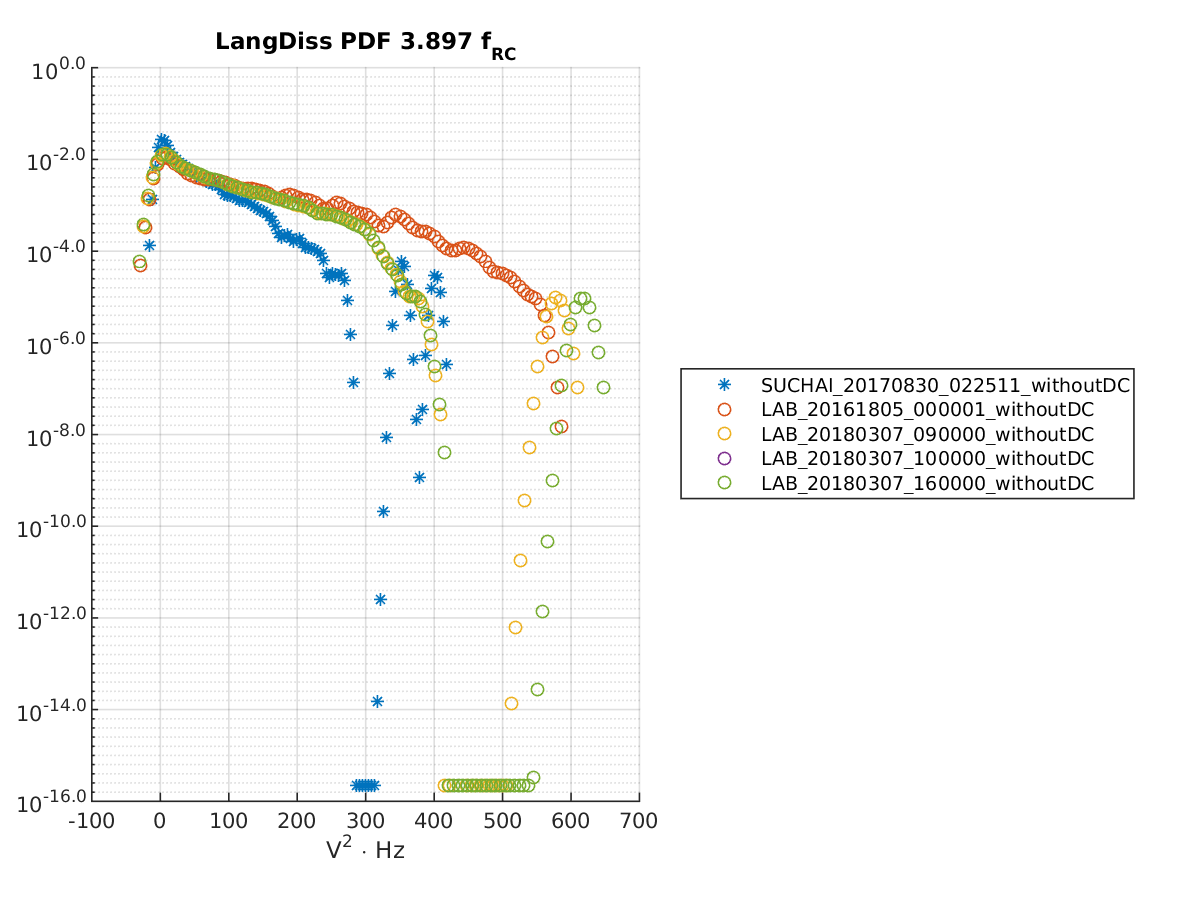 LangDiss PDF 3.897 f_RC
10^0.0
10^-2.0
10^-4.0
10^-6.0
10^-8.0
10^-10.0
10^-12.0
10^-14.0
10^-16.0
-100 0 100 200 300 400 500 600 700
V^2 · Hz
SUCHAI_20170830_022511_withoutDC
LAB_20161805_000001_withoutDC
LAB_20180307_090000_withoutDC
LAB_20180307_100000_withoutDC
LAB_20180307_160000_withoutDC